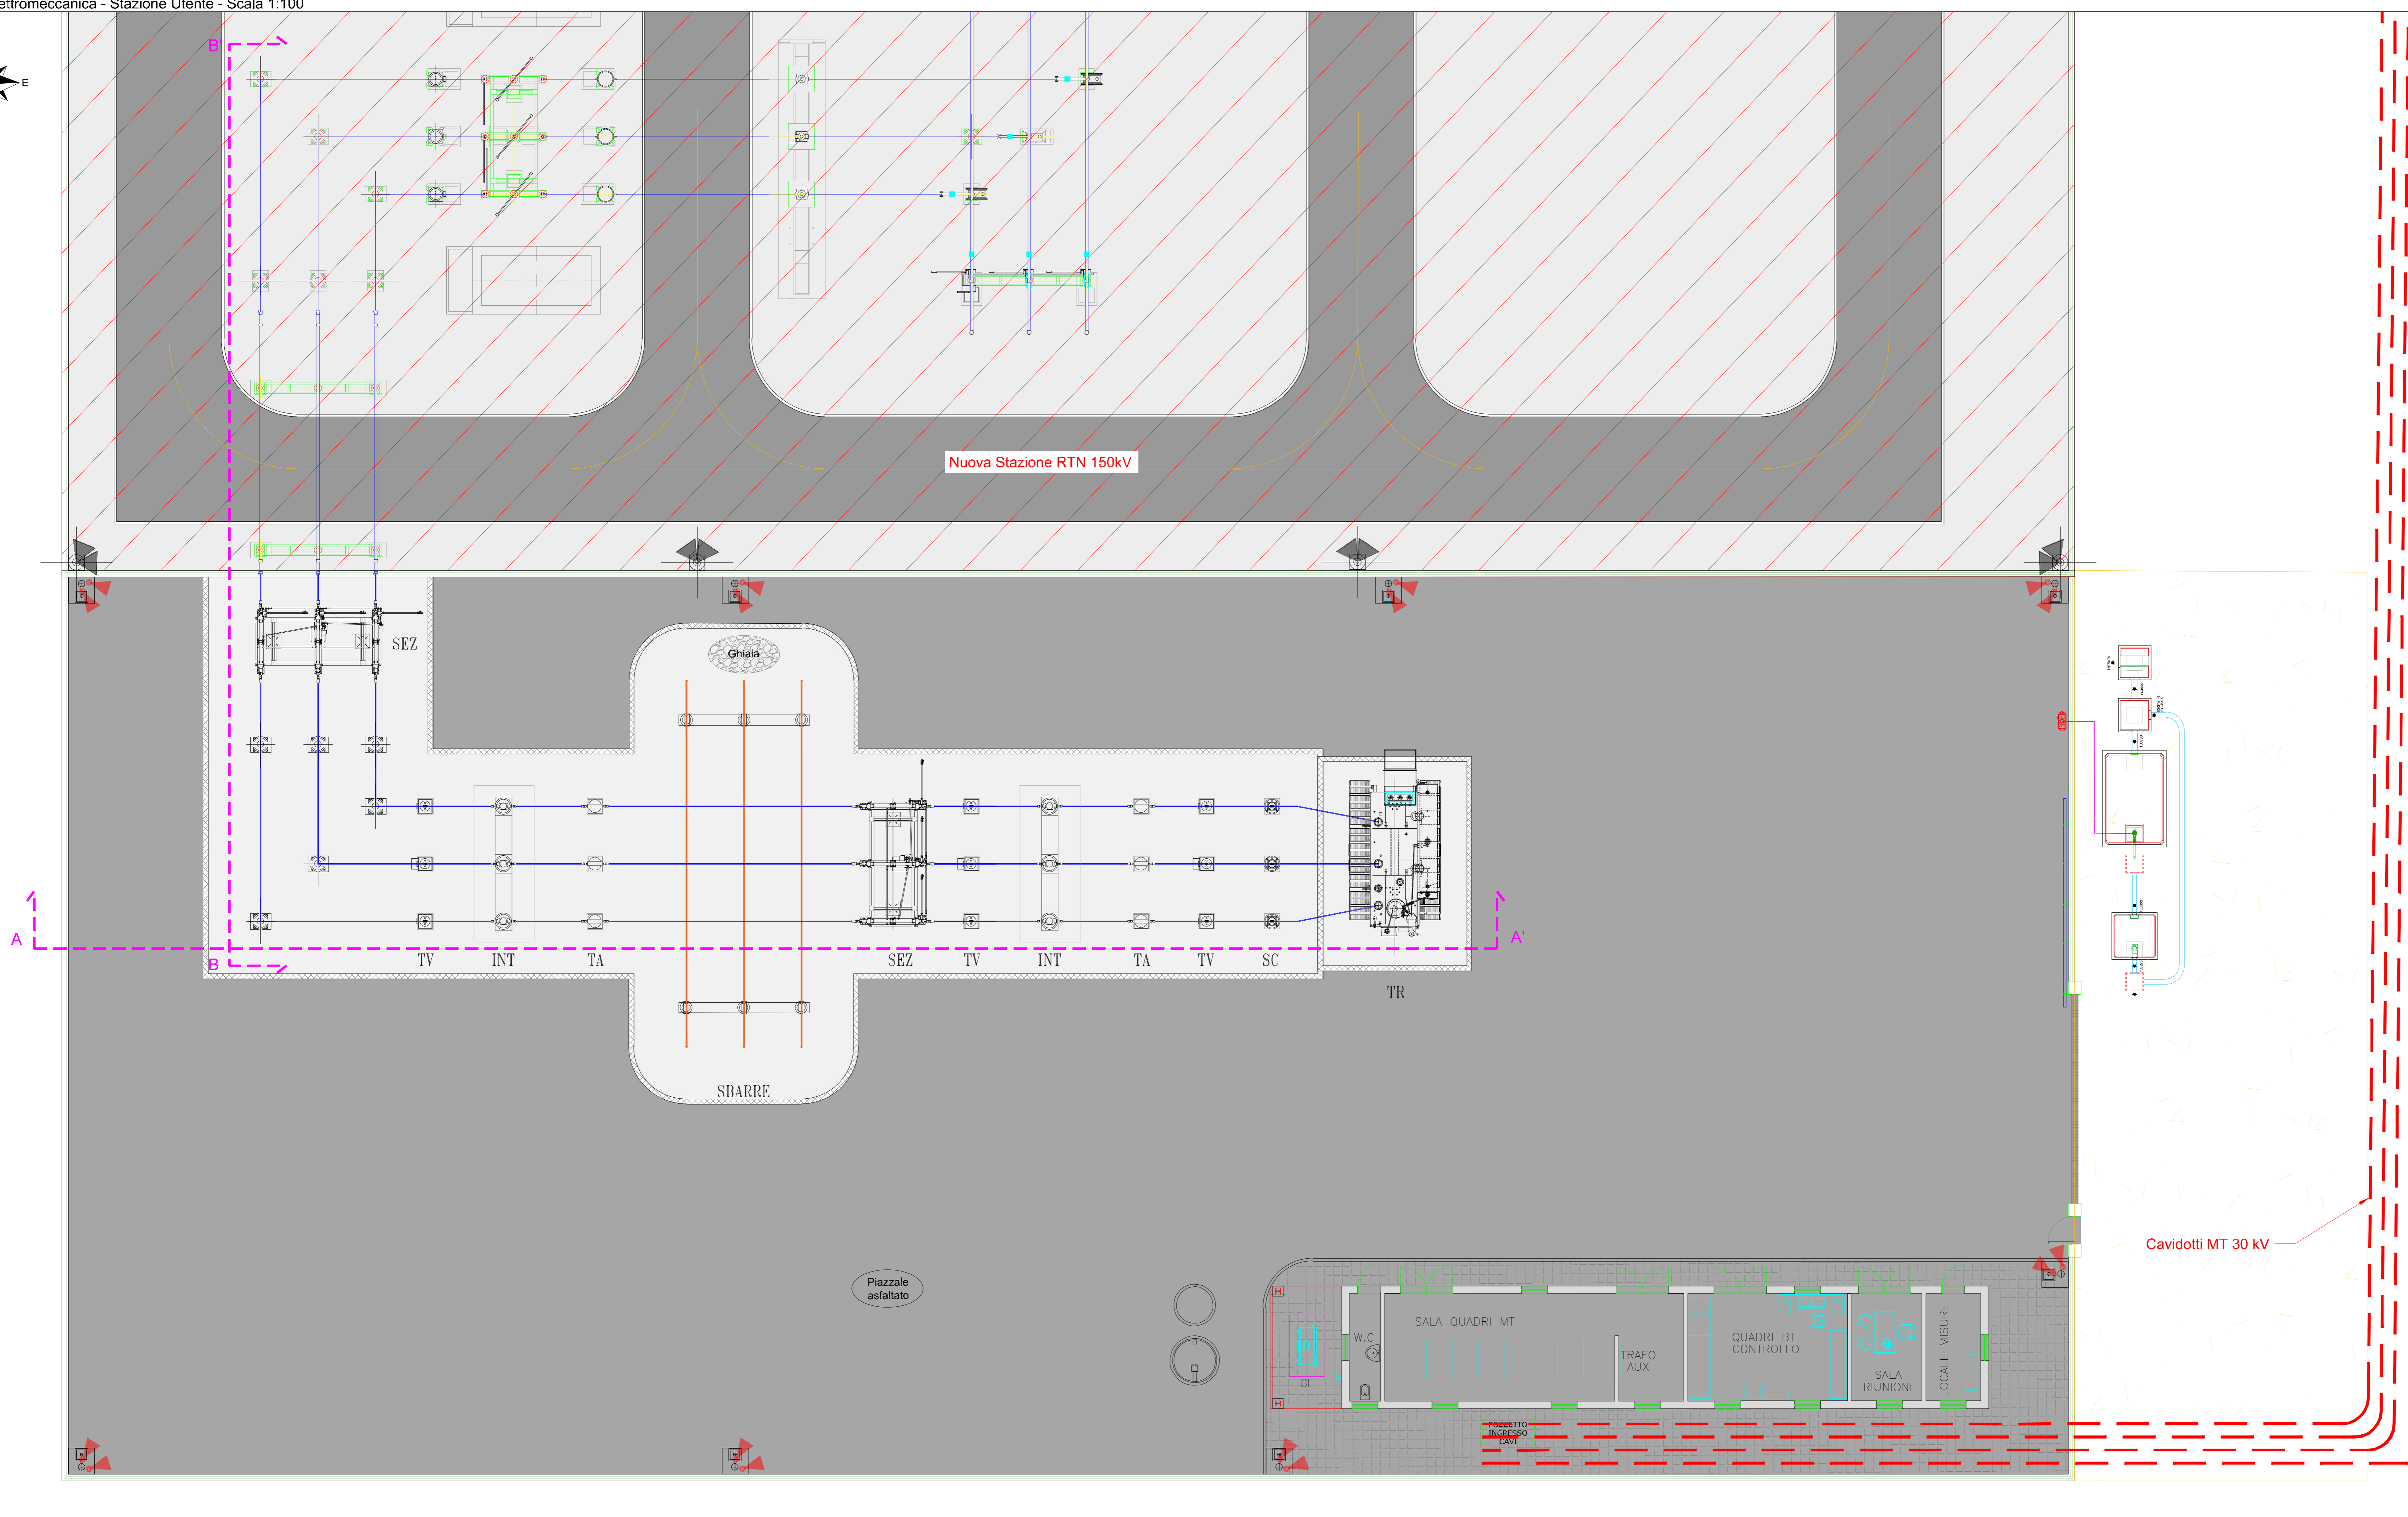 ettromeccanica - Stazione Utente - Scala 1:100
B'
E
Nuova Stazione RTN 150kV
SEZ
Ghiaia
A
A'
B
TV
INT
TA
SEZ
TV
INT
TA
TV
SC
TR
SBARRE
Cavidotti MT 30 kV
Piazzale
asfaltato
W.C
SALA QUADRI MT
TRAFO
AUX
QUADRI BT
CONTROLLO
SALA
RIUNIONI
LOCALE MISURE
GE
H
H
POZZETTO
INGRESSO
CAVI